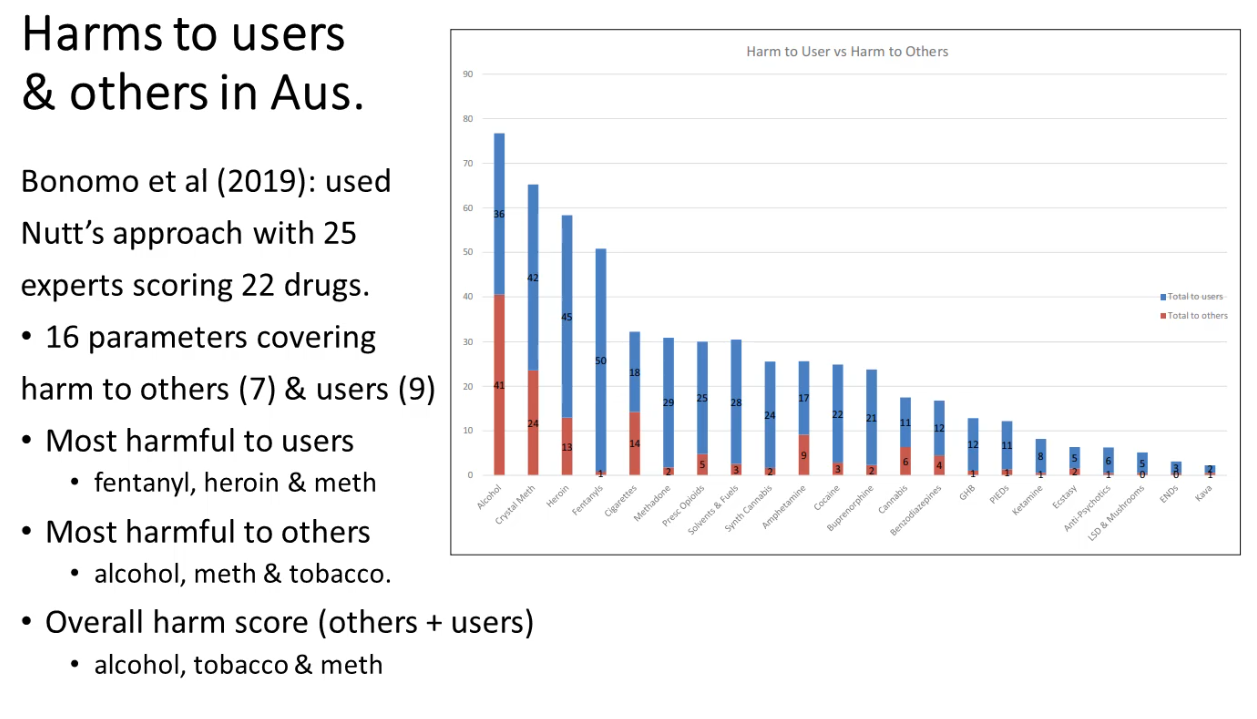 Harms to users
& others in Aus.
Bonomo et al (2019): used
Nutt’s approach with 25
experts scoring 22 drugs.
• 16 parameters covering
harm to others (7) & users (9)
• Most harmful to users
• fentanyl, heroin & meth
• Most harmful to others
• alcohol, meth & tobacco.
• Overall harm score (others + users)
• alcohol, tobacco & meth
Harm to User vs Harm to Others
90
80
70
60
50
40
30
20
10
0
36
42
45
50
18
29
25
28
24
17
22
21
11
12
12
11
8
5
6
5
3
2
41
24
13
1
14
2
5
3
2
9
3
2
6
4
1
1
1
2
1
0
0
1
Total to users
Total to others
Alcohol
Crystal Meth
Heroin
Fentanyls
Cigarettes
Methadone
Presc Opioids
Solvents & Fuels
Synth Cannabis
Amphetamine
Cocaine
Buprenorphine
Cannabis
Benzodiazepines
GHB
PIEDs
Ketamine
Ecstasy
Anti-Psychotics
LSD & Mushrooms
ENDs
Kava